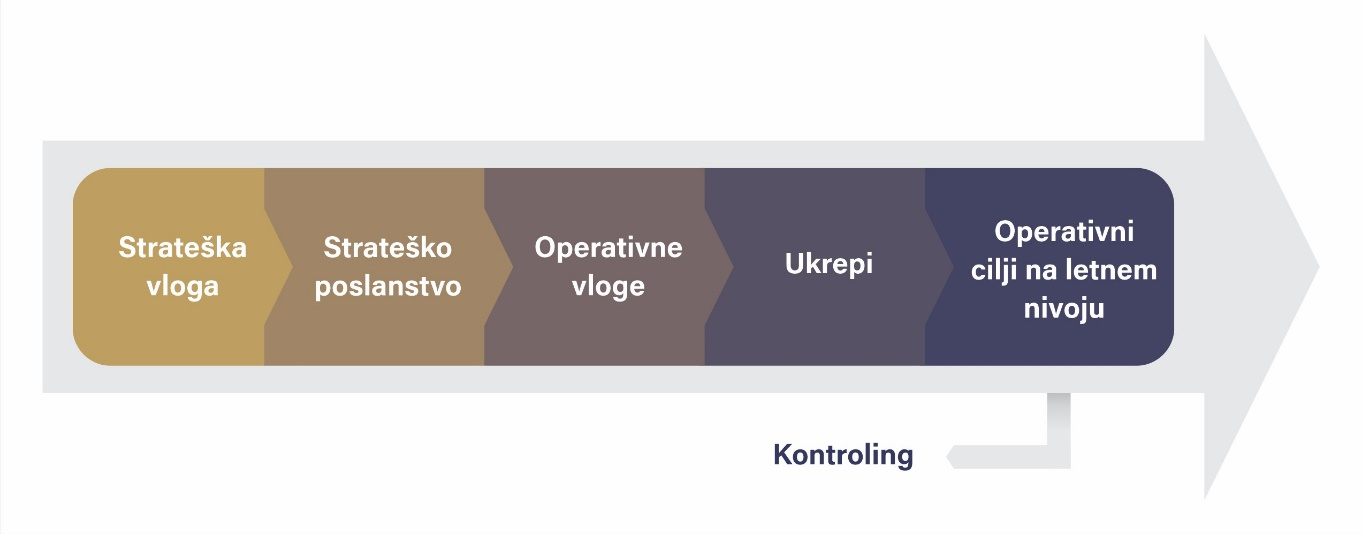 Strateška
vloga
Strateško
poslanstvo
Operativne
vloge
Ukrepi
Operativni
cilji na letnem
nivoju
Kontroling